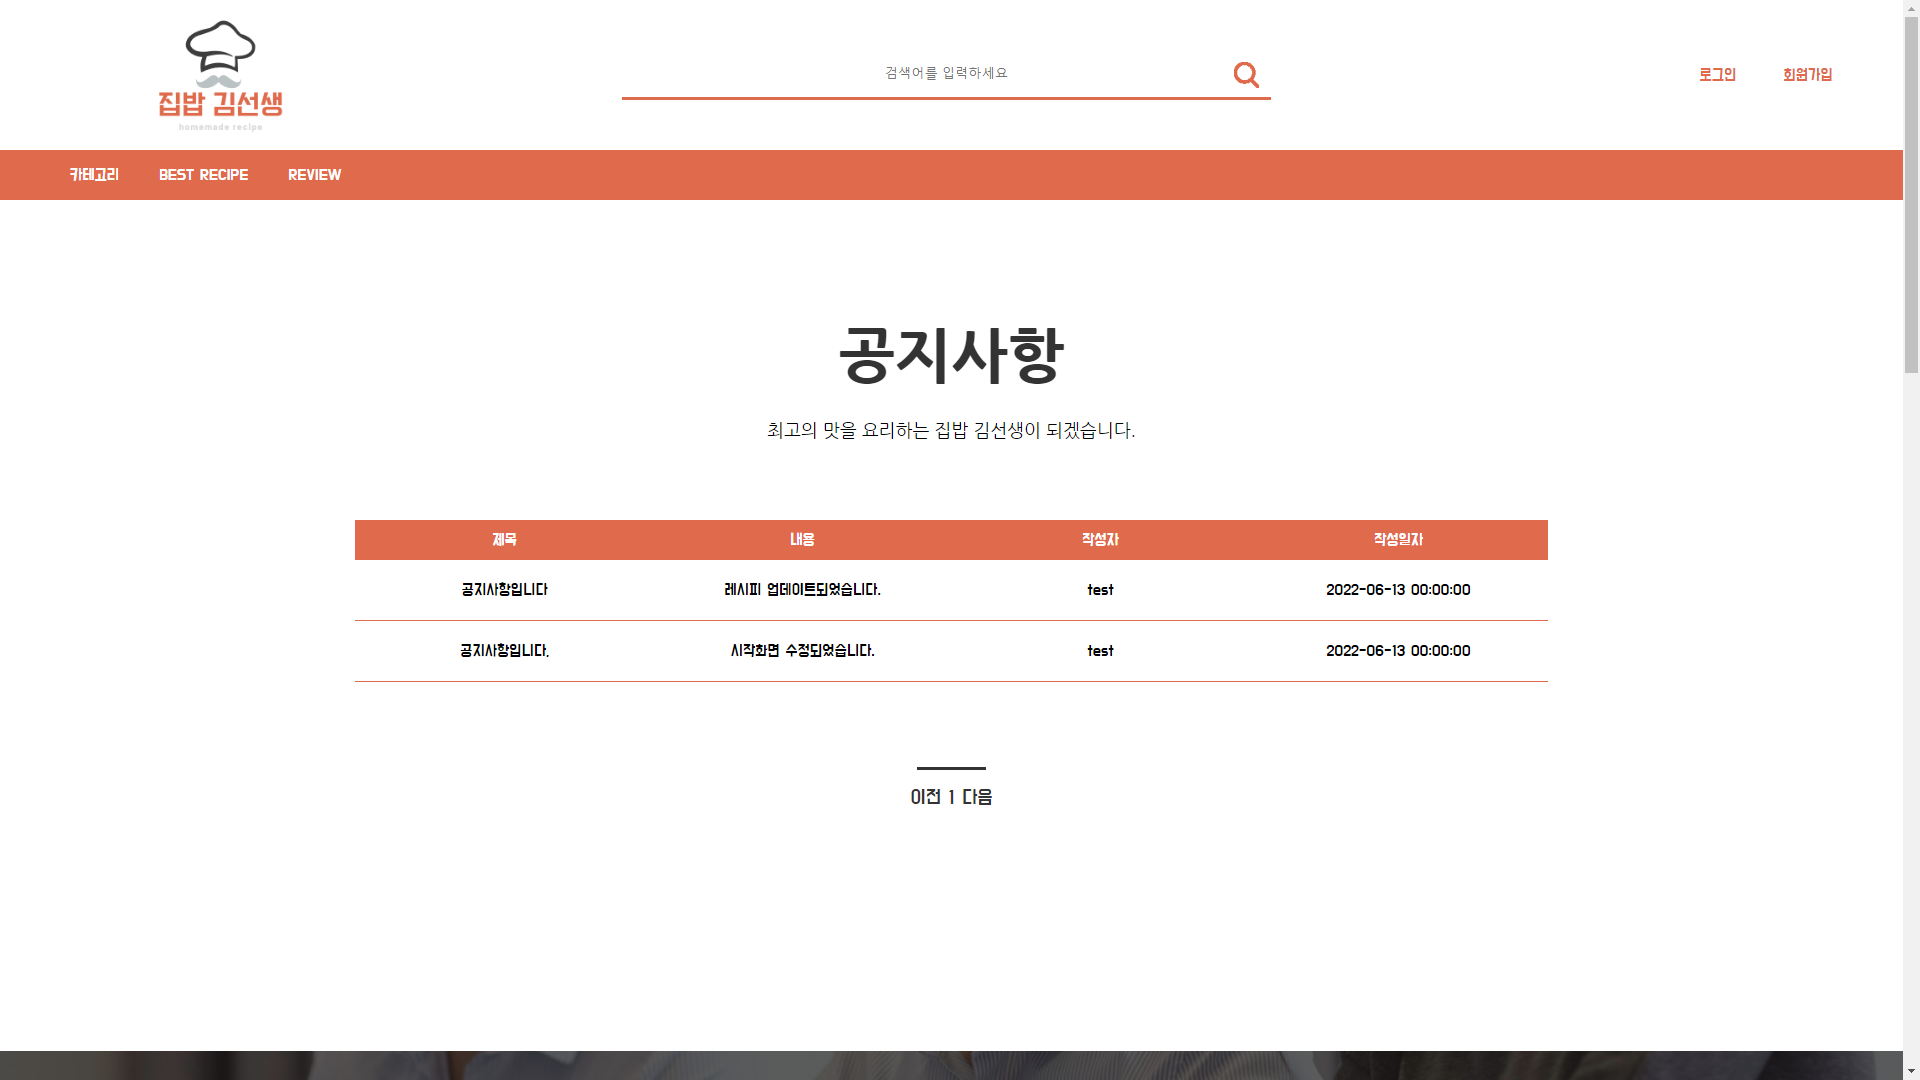 집밥 김선생
homemade recipe
검색어를 입력하세요
로그인 회원가입
카테고리 BEST RECIPE REVIEW
공지사항
최고의 맛을 요리하는 집밥 김선생이 되겠습니다.
제목 내용 작성자 작성일자
공지사항입니다 레시피 업데이트되었습니다. test 2022-06-13 00:00:00
공지사항입니다. 시작화면 수정되었습니다. test 2022-06-13 00:00:00
이전 1 다음